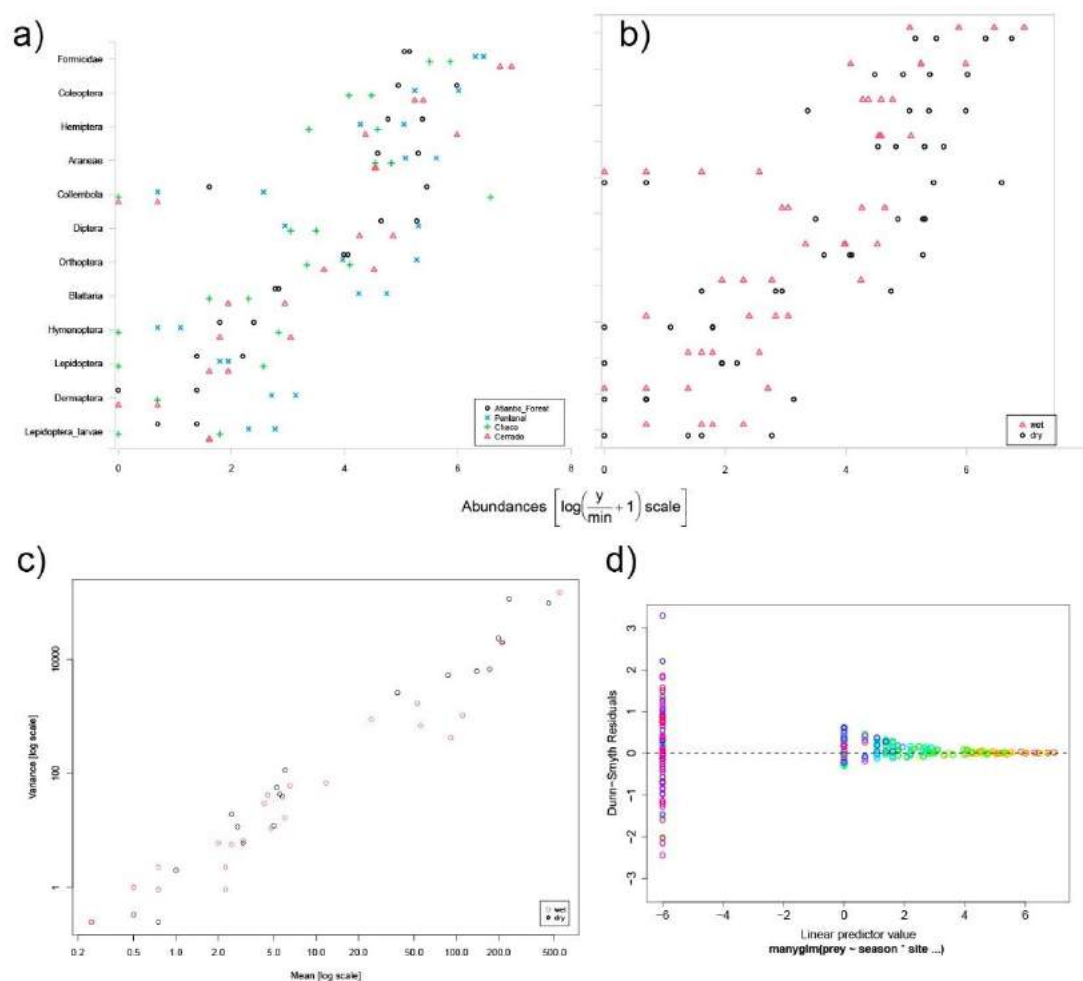 a)
Formicidae
Coleoptera
Hemiptera
Araneae
Collembola
Diptera
Orthoptera
Blattaria
Hymenoptera
Lepidoptera
Dermaptera
Lepidoptera_larvae
Atlantic_Forest
Pantanal
Chaco
Cerrado
0 2 4 6 8
b)
wet
dry
0 2 4 6
Abundances [log(y/min + 1) scale]
c)
Variance [log scale]
10000
100
1
wet
dry
0.2 0.5 1.0 2.0 5.0 10.0 20.0 50.0 100.0 500.0
Mean [log scale]
d)
Dunn-Smyth Residuals
3
2
1
0
-1
-2
-3
-6 -4 -2 0 2 4 6
Linear predictor value
manyglm(prey ~ season * site ...)